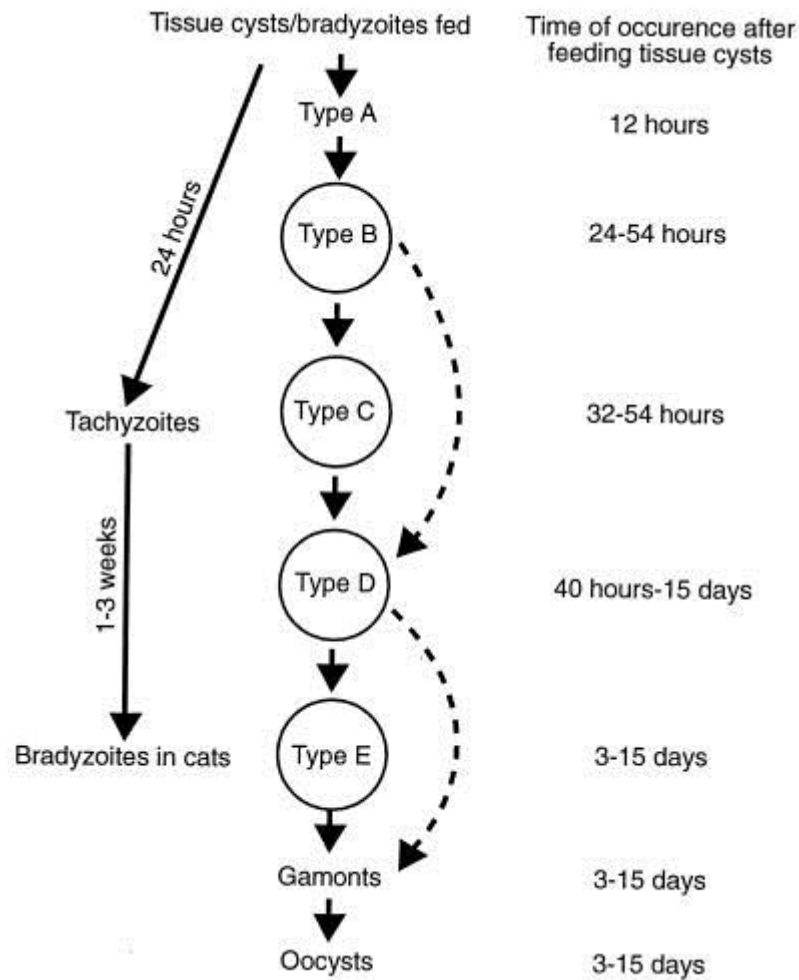 Tissue cysts/bradyzoites fed
Time of occurence after
feeding tissue cysts
Type A
12 hours
24 hours
Type B
24-54 hours
Type C
32-54 hours
Tachyzoites
1-3 weeks
Type D
40 hours-15 days
Bradyzoites in cats
Type E
3-15 days
Gamonts
3-15 days
Oocysts
3-15 days